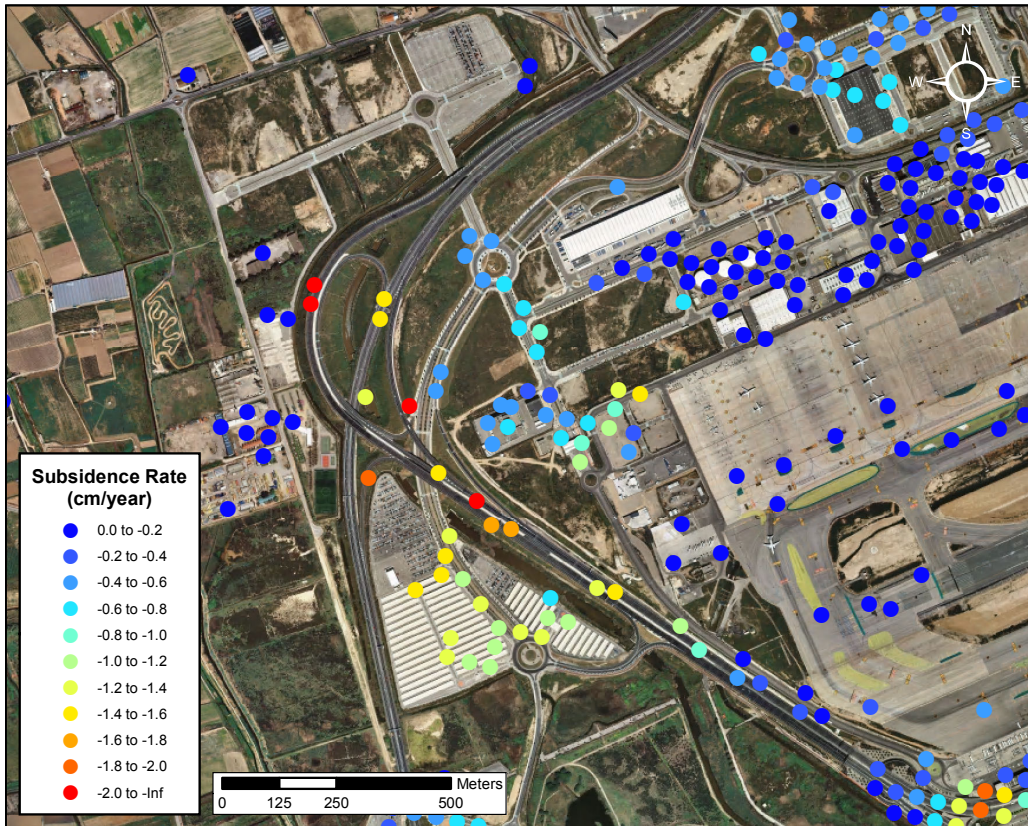 N
W E
S
Subsidence Rate
(cm/year)
0.0 to -0.2
-0.2 to -0.4
-0.4 to -0.6
-0.6 to -0.8
-0.8 to -1.0
-1.0 to -1.2
-1.2 to -1.4
-1.4 to -1.6
-1.6 to -1.8
-1.8 to -2.0
-2.0 to -Inf
Meters
0 125 250 500